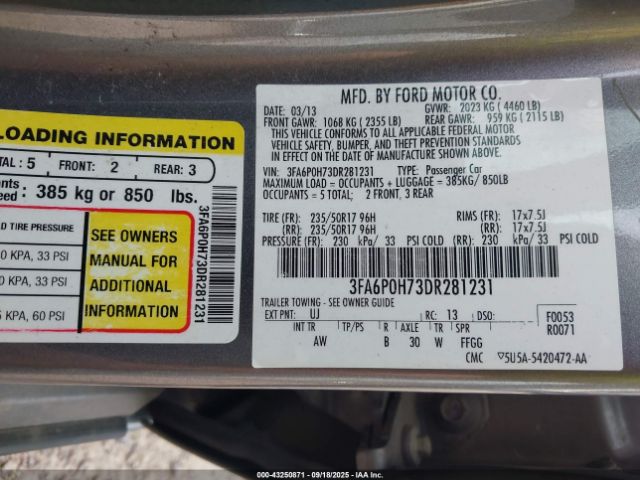 LOADING INFORMATION
TAL: 5 FRONT: 2 REAR: 3
385 kg or 850 lbs.
D TIRE PRESSURE
0 KPA, 33 PSI
0 KPA, 33 PSI
KPA, 60 PSI
SEE OWNERS
MANUAL FOR
ADDITIONAL
INFORMATION
3FA6P0H73DR281231
MFD. BY FORD MOTOR CO.
DATE: 03/13 GVWR: 2023 KG ( 4460 LB)
FRONT GAWR: 1068 KG ( 2355 LB) REAR GAWR: 959 KG ( 2115 LB)
THIS VEHICLE CONFORMS TO ALL APPLICABLE FEDERAL MOTOR
VEHICLE SAFETY, BUMPER, AND THEFT PREVENTION STANDARDS
IN EFFECT ON THE DATE OF MANUFACTURE SHOWN ABOVE.
VIN: 3FA6P0H73DR281231 TYPE: Passenger Car
MAXIMUM LOAD = OCCUPANTS + LUGGAGE = 385KG/ 850LB
OCCUPANTS = 5 TOTAL; 2 FRONT, 3 REAR
TIRE (FR): 235/50R17 96H RIMS (FR): 17x7.5J
TIRE (RR): 235/50R17 96H RIMS (RR): 17x7.5J
PRESSURE (FR): 230 kPa/ 33 PSI COLD (RR): 230 kPa/ 33 PSI COLD
3FA6P0H73DR281231
TRAILER TOWING - SEE OWNER GUIDE
EXT PNT: UJ RC: 13 DSO: F0053
R0071
INT TR TP/PS R AXLE TR SPR
AW B 30 W FFGG
CMC ▽5U5A-5420472-AA
000-43250871 - 09/18/2025 - COPYRIGHT IAA, LLC.